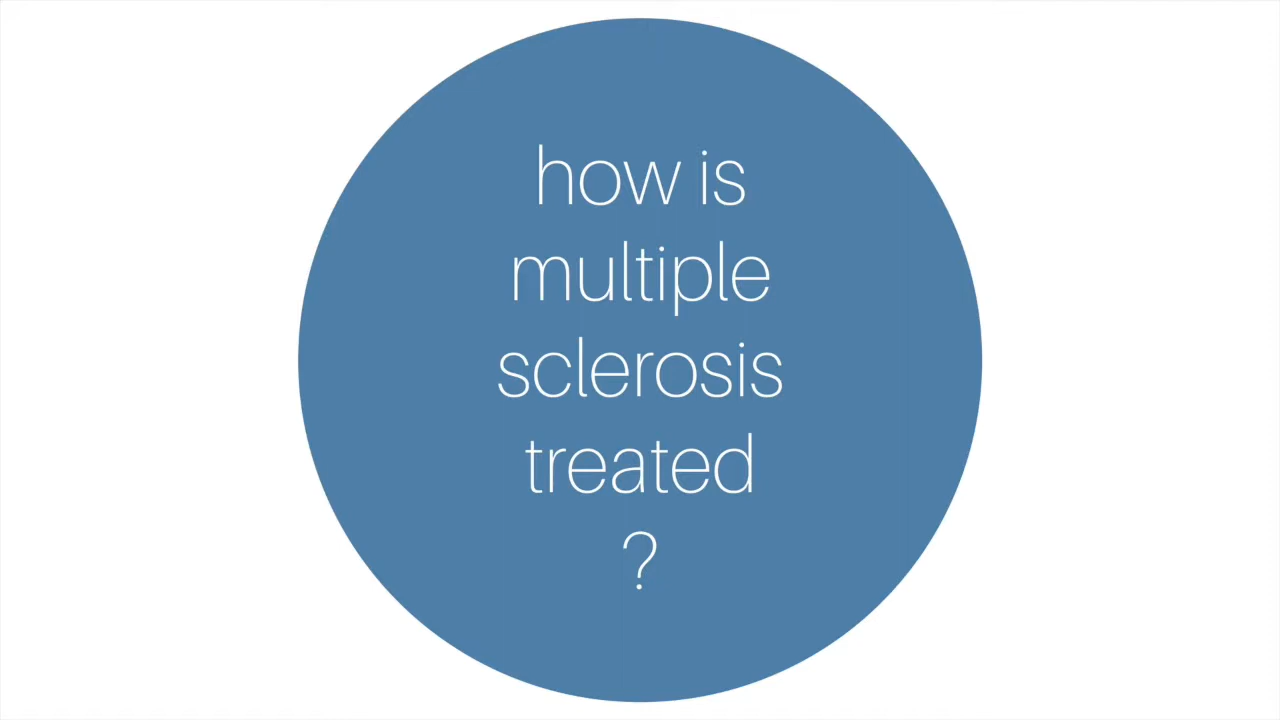 how is
multiple
sclerosis
treated
?